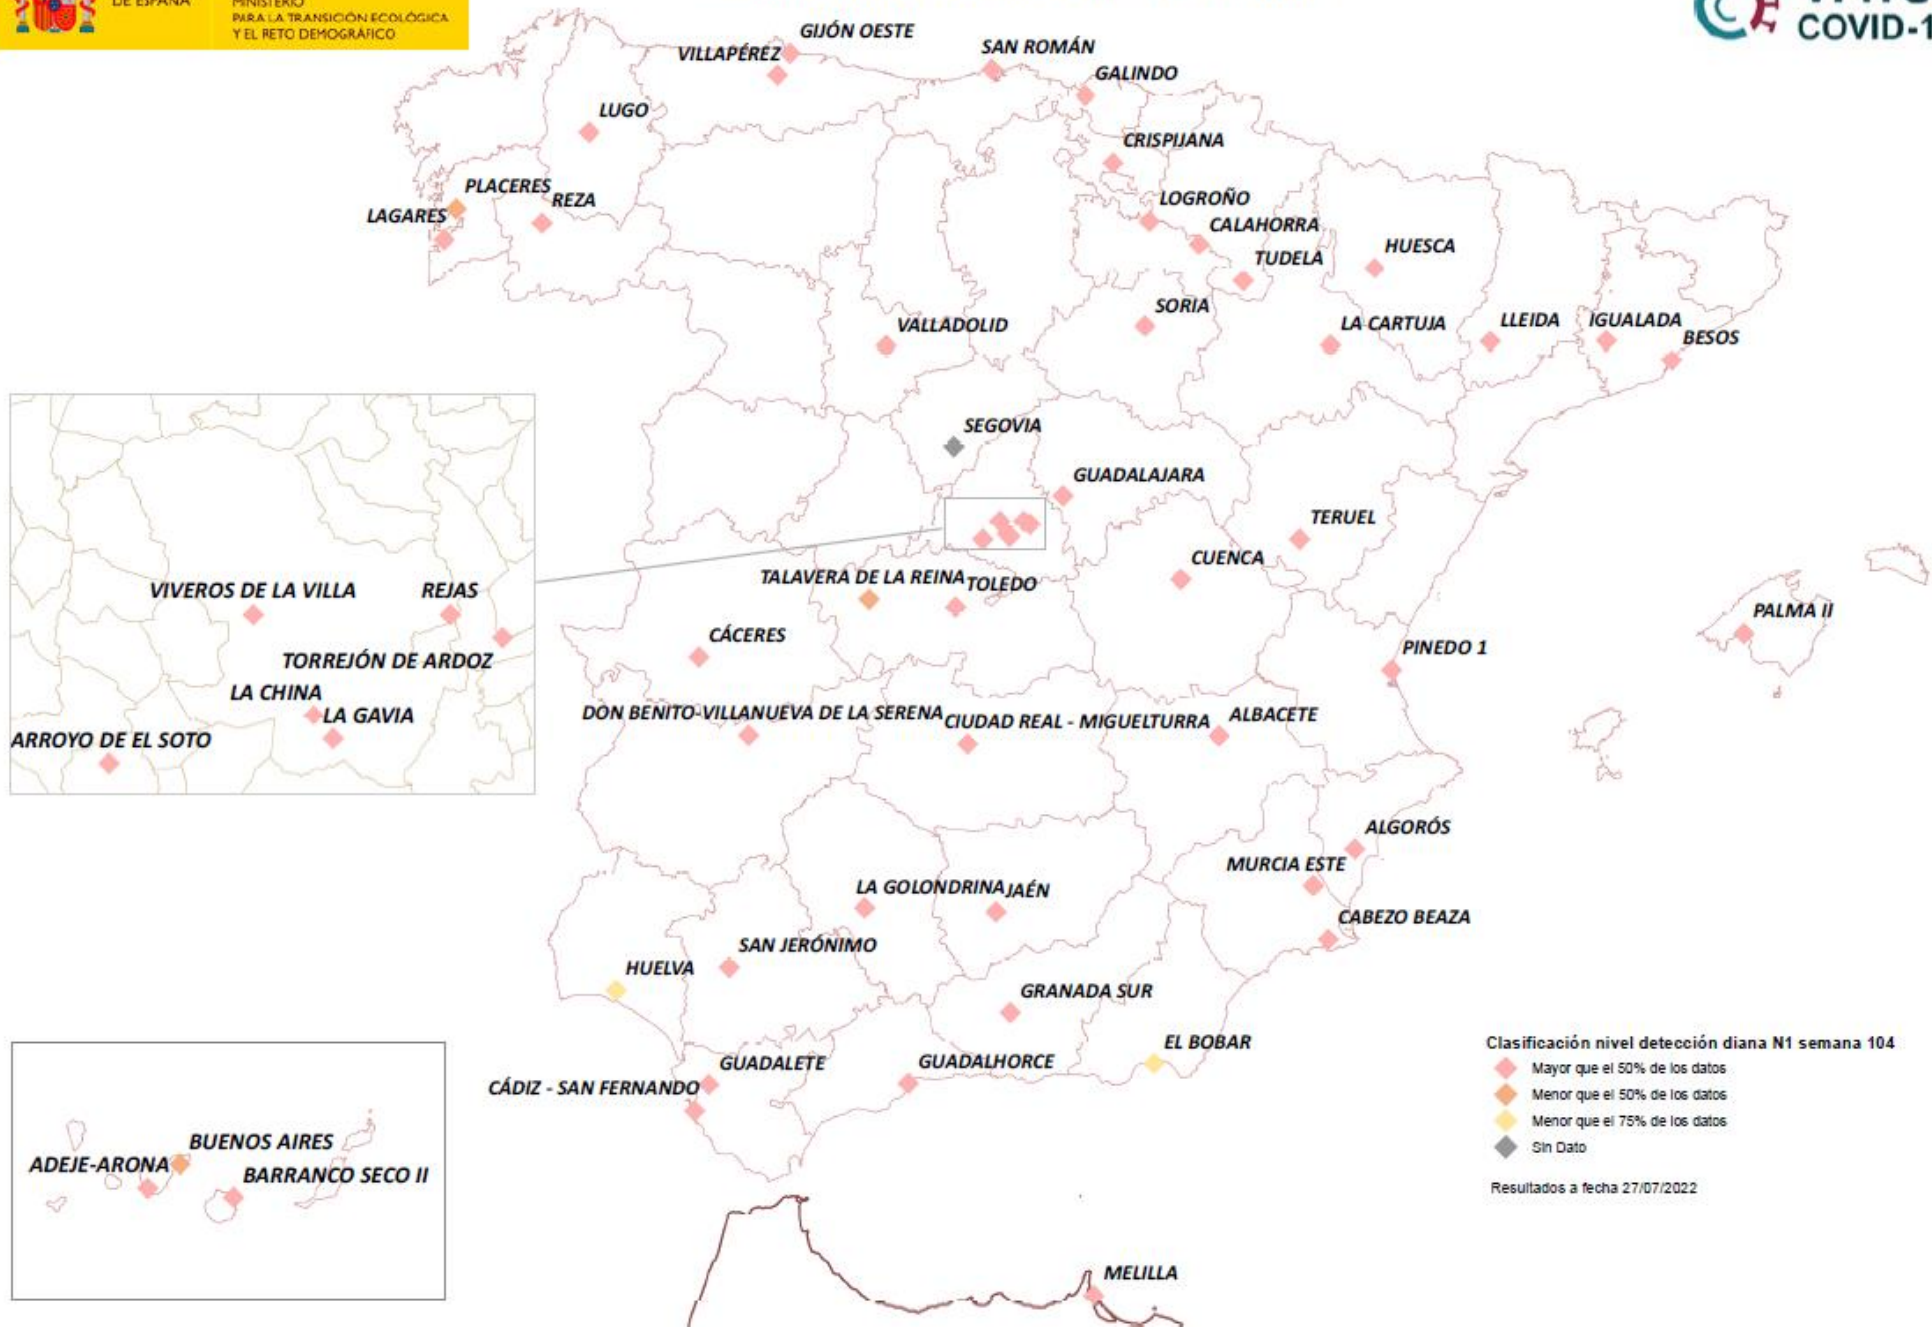 DE ESPAÑA
MINISTERIO
PARA LA TRANSICIÓN ECOLÓGICA
Y EL RETO DEMOGRÁFICO
COVID-1
GIJÓN OESTE
VILLAPÉREZ
SAN ROMÁN
GALINDO
LUGO
CRISPIJANA
PLACERES
REZA
LAGARES
LOGROÑO
CALAHORRA
TUDELA
HUESCA
SORIA
VALLADOLID
LA CARTUJA
LLEIDA
IGUALADA
BESOS
SEGOVIA
GUADALAJARA
TERUEL
CUENCA
TALAVERA DE LA REINA
TOLEDO
VIVEROS DE LA VILLA
REJAS
TORREJÓN DE ARDOZ
LA CHINA
LA GAVIA
ARROYO DE EL SOTO
CÁCERES
PALMA II
PINEDO 1
DON BENITO-VILLANUEVA DE LA SERENA
CIUDAD REAL - MIGUELTURRA
ALBACETE
ALGORÓS
MURCIA ESTE
LA GOLONDRINA
JAÉN
CABEZO BEAZA
SAN JERÓNIMO
HUELVA
GRANADA SUR
EL BOBAR
GUADALETE
GUADALHORCE
CÁDIZ - SAN FERNANDO
BUENOS AIRES
ADEJE-ARONA
BARRANCO SECO II
MELILLA
Clasificación nivel detección diana N1 semana 104
Mayor que el 50% de los datos
Menor que el 50% de los datos
Menor que el 75% de los datos
Sin Dato
Resultados a fecha 27/07/2022